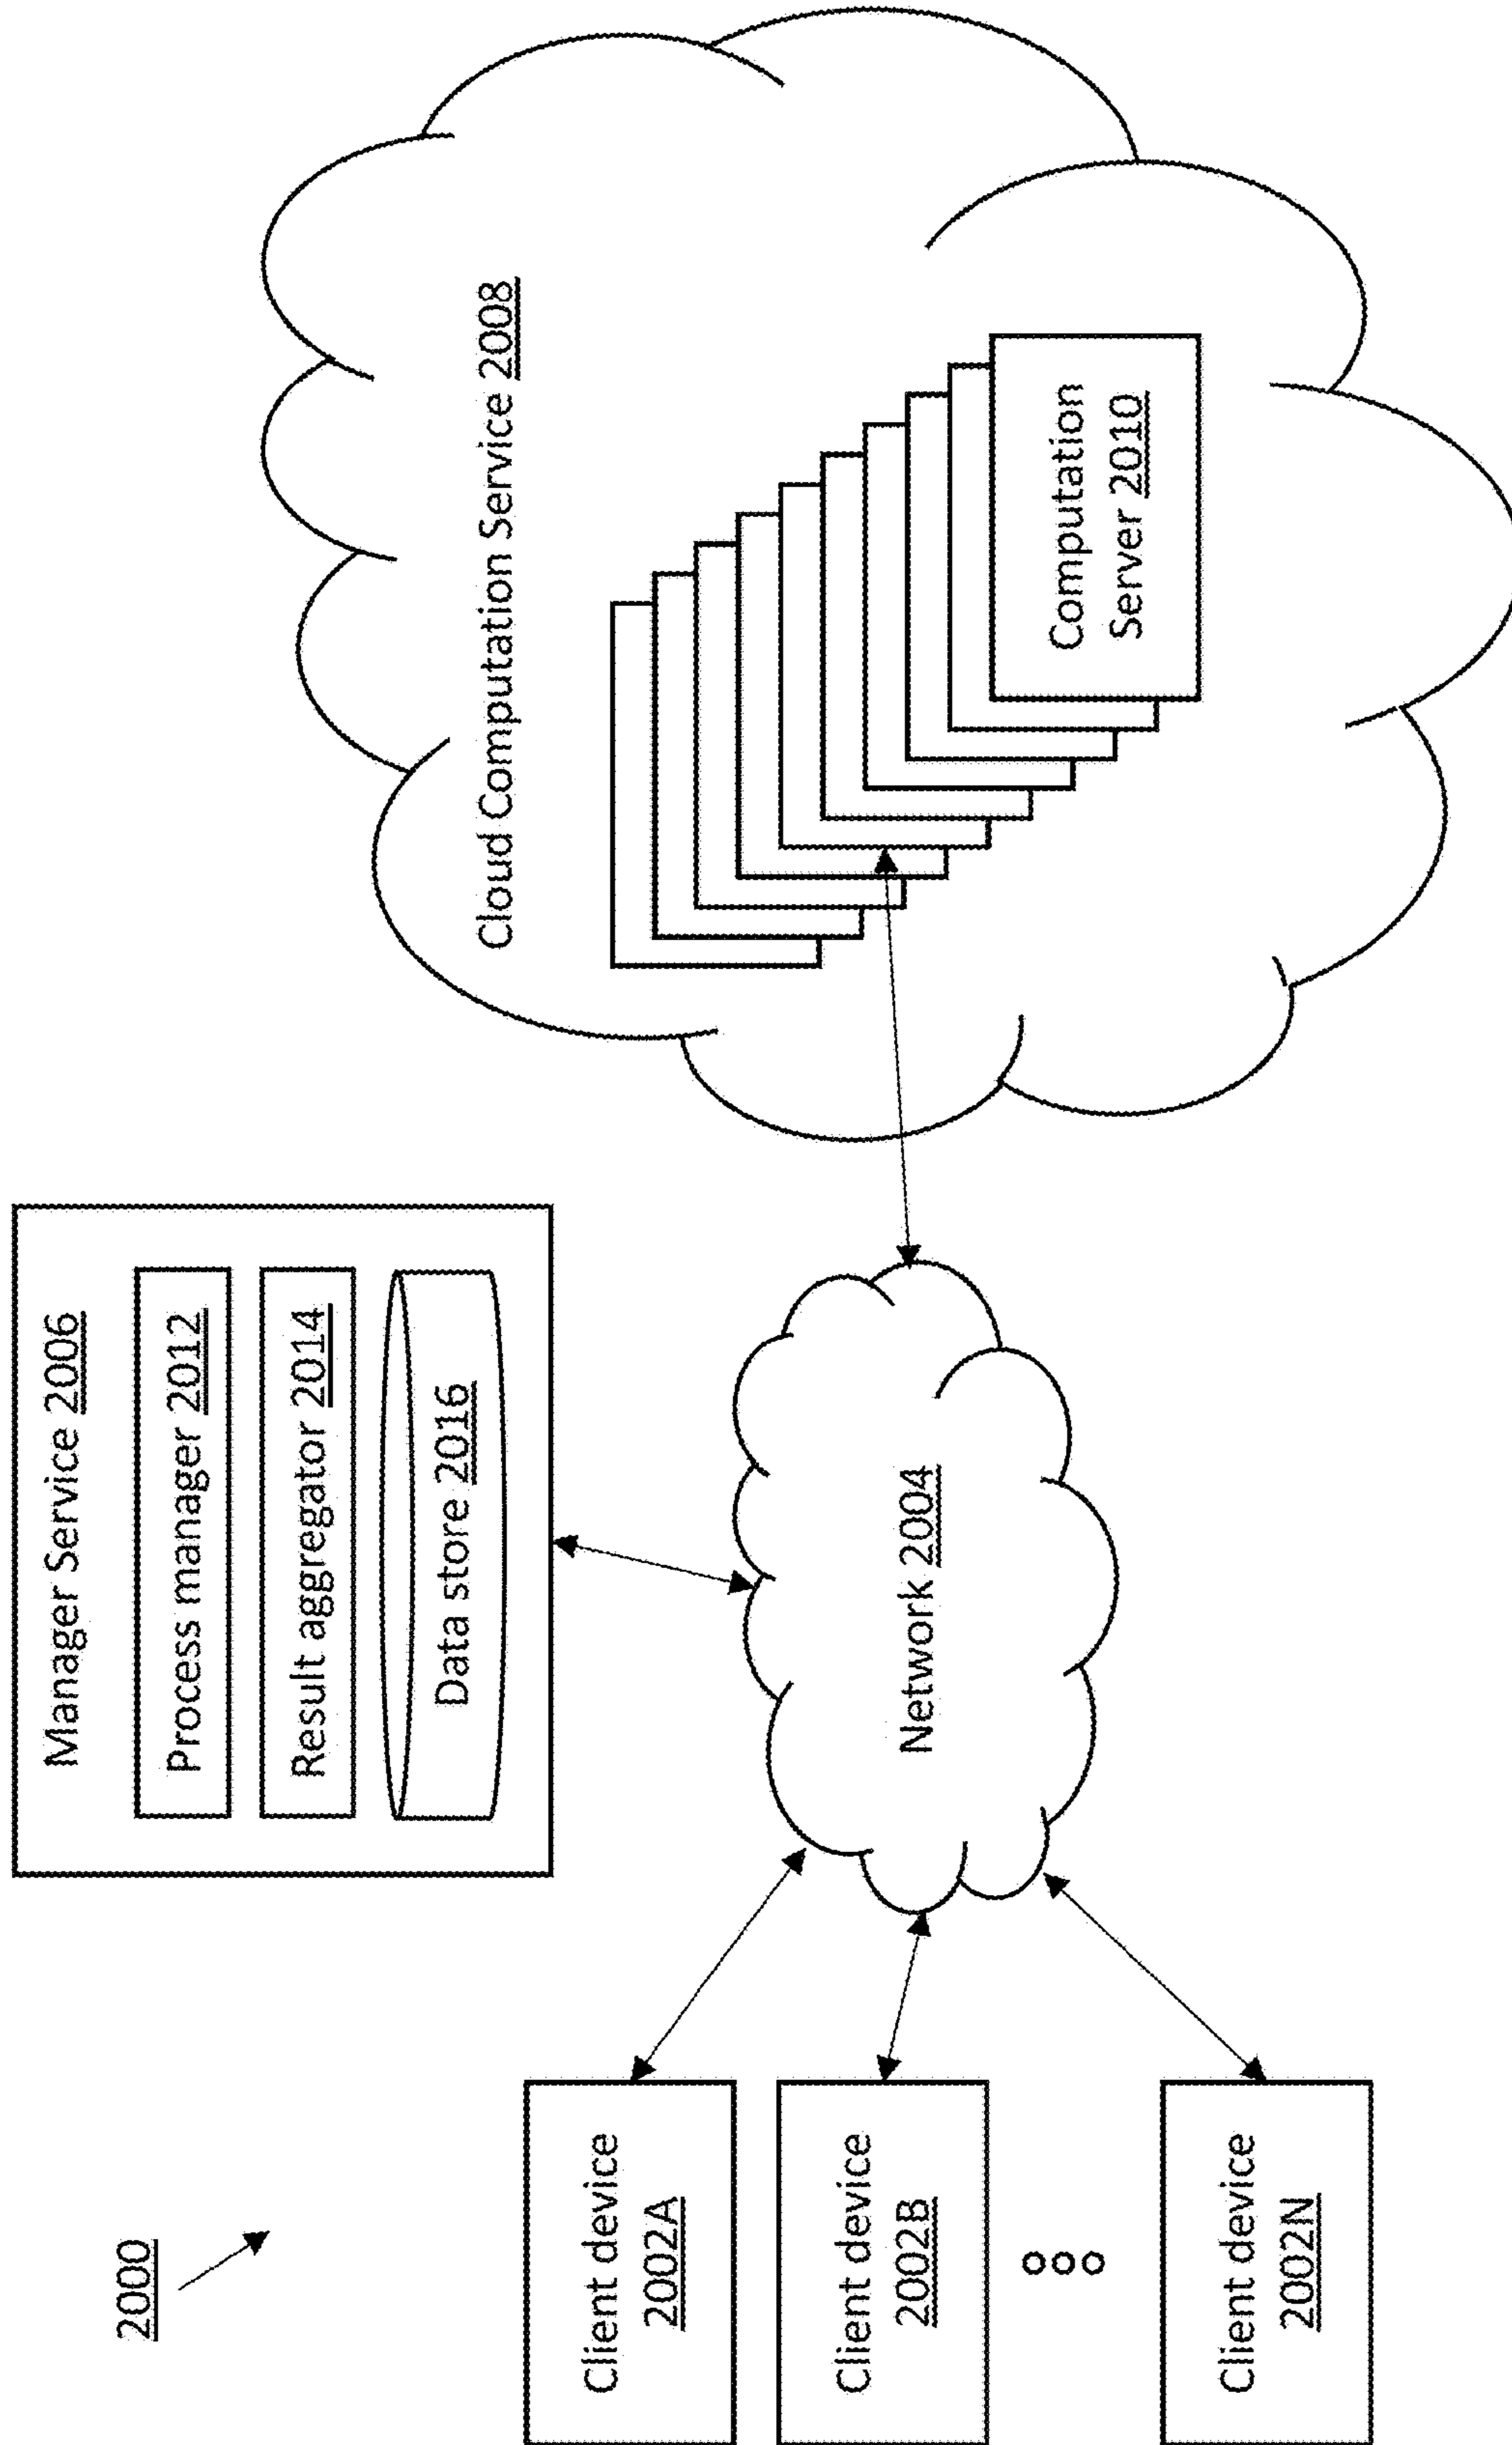 2000
Manager Service 2006
Process manager 2012
Result aggregator 2014
Data store 2016
Cloud Computation Service 2008
Computation
Server 2010
Network 2004
Client device
2002A
Client device
2002B
Client device
2002N